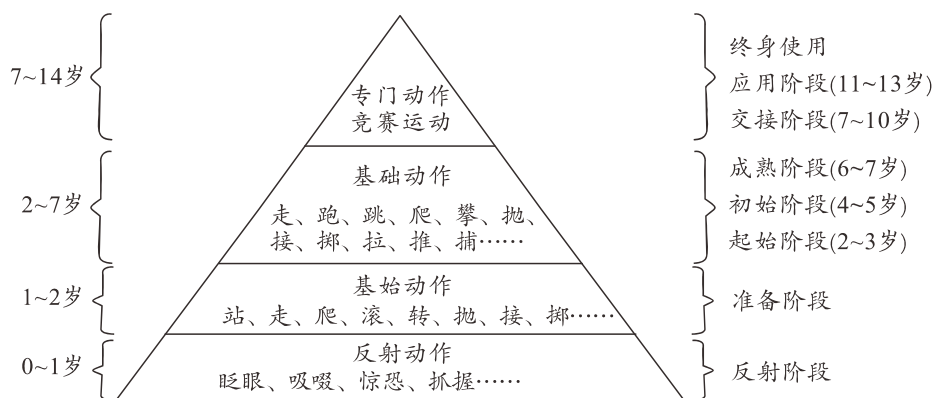 7~14岁
专门动作
竞赛运动
终身使用
应用阶段(11~13岁)
交接阶段(7~10岁)
2~7岁
基础动作
走、跑、跳、爬、攀、抛、
接、掷、拉、推、捕……
成熟阶段(6~7岁)
初始阶段(4~5岁)
起始阶段(2~3岁)
1~2岁
基始动作
站、走、爬、滚、转、抛、接、掷……
准备阶段
0~1岁
反射动作
眨眼、吸啜、惊恐、抓握……
反射阶段